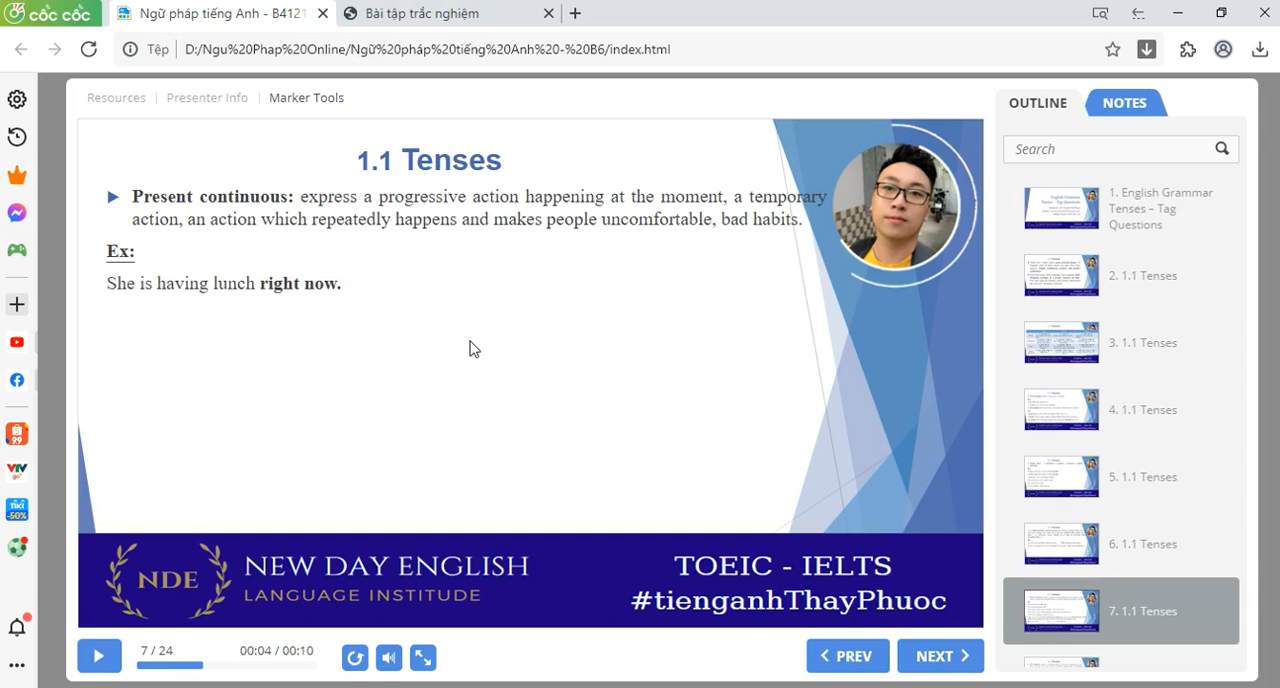 cốc cốc
Ngữ pháp tiếng Anh - B4121
Bài tập trắc nghiệm
Tệp
D:/Ngu%20Phap%20Online/Ngữ%20pháp%20tiếng%20Anh%20-%20B6/index.html
Resources
Presenter Info
Marker Tools
OUTLINE
NOTES
Search
1.1 Tenses
Present continuous: express a progressive action happening at the moment, a temporary
action, an action which repeatedly happens and makes people uncomfortable, bad habits.
Ex:
She is having lunch right now.
NDE
NEW DAY ENGLISH
LANGUAGE INSTITUDE
TOEIC - IELTS
#tienganhThayPhuoc
1. English Grammar
Tenses – Tag
Questions
2. 1.1 Tenses
3. 1.1 Tenses
4. 1.1 Tenses
5. 1.1 Tenses
6. 1.1 Tenses
7. 1.1 Tenses
7 / 24
00:04 / 00:10
PREV
NEXT
VTV
go
TIKI
-50%